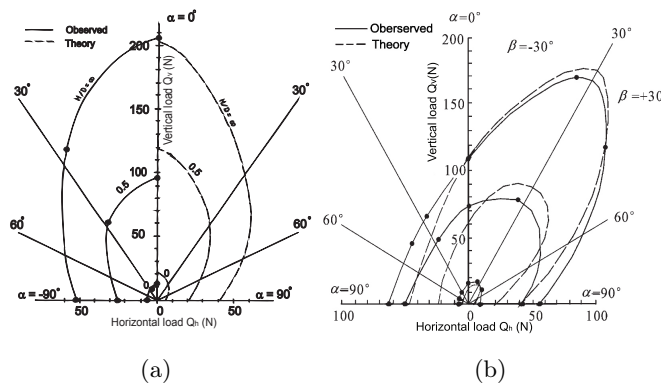 α=0°
Obeserved
Theory
200
150
100
50
0
Vertical load Qv (N)
H/D=∞
H/D=∞
0.5
0.5
0
30°
30°
60°
60°
α=-90°
α=90°
50
0
50
Horizontal load Qh (N)
(a)
α=0°
Oberserved
Theory
200
150
100
50
Vertical load Qv(N)
β=-30°
β=+30
30°
30°
60°
60°
α=90°
α=90°
100
50
0
50
100
Horizontal load Qh (N)
(b)